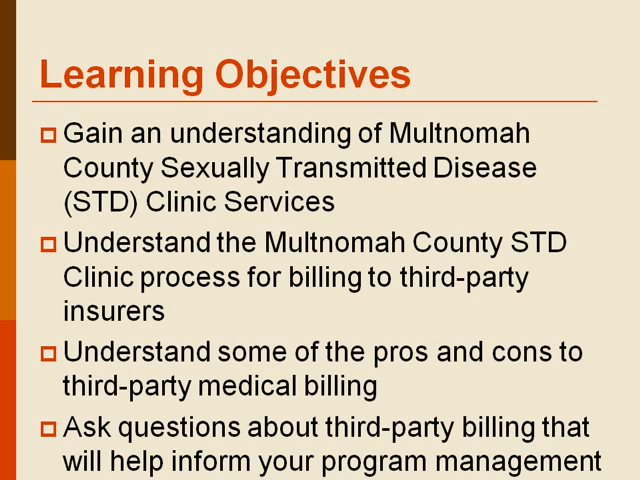 Learning Objectives
Gain an understanding of Multnomah
County Sexually Transmitted Disease
(STD) Clinic Services
Understand the Multnomah County STD
Clinic process for billing to third-party
insurers
Understand some of the pros and cons to
third-party medical billing
Ask questions about third-party billing that
will help inform your program management